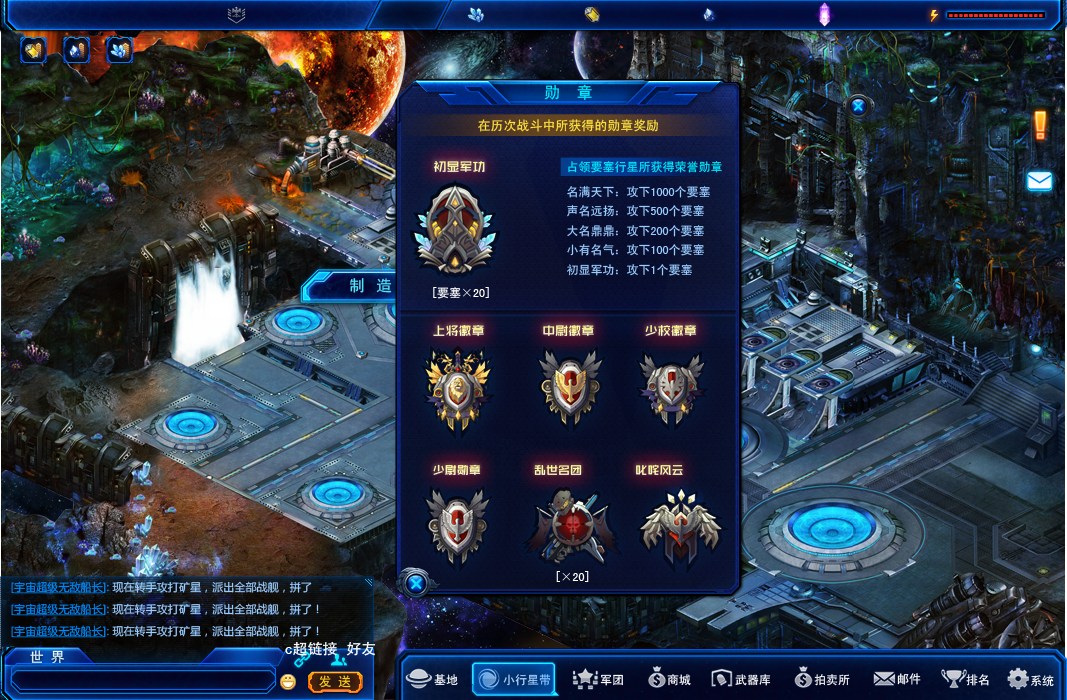 勋 章
在历次战斗中所获得的勋章奖励
初显军功
占领要塞行星所获得荣誉勋章
名满天下：攻下1000个要塞
声名远扬：攻下500个要塞
大名鼎鼎：攻下200个要塞
小有名气：攻下100个要塞
初显军功：攻下1个要塞
[要塞×20]
制 造
上将徽章 中尉徽章 少校徽章
少尉勋章 乱世名团 叱咤风云
[×20]
[宇宙超级无敌船长]: 现在转手攻打矿星，派出全部战舰，拼了
[宇宙超级无敌船长]: 现在转手攻打矿星，派出全部战舰，拼了！
[宇宙超级无敌船长]: 现在转手攻打矿星，派出全部战舰，拼了！
c超链接 好友
世 界
发 送
基地 小行星带 军团 商城 武器库 拍卖所 邮件 排名 系统